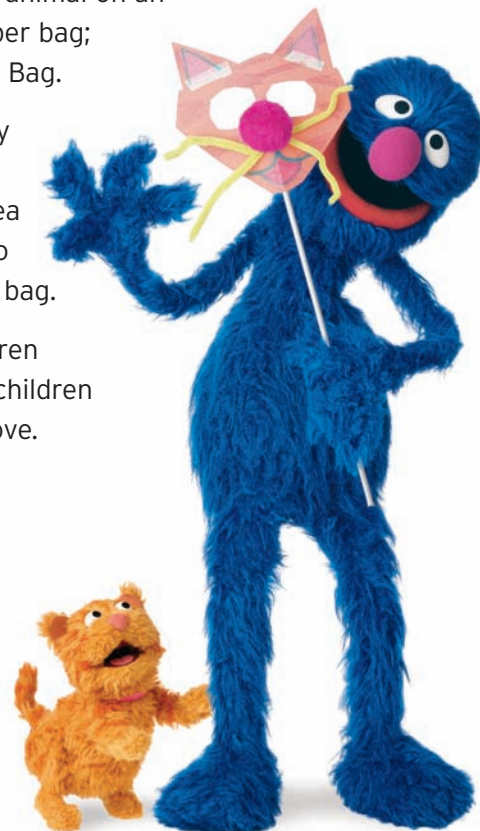 animal on an
per bag;
Bag.
y
ea
o
bag.
ren
children
ove.